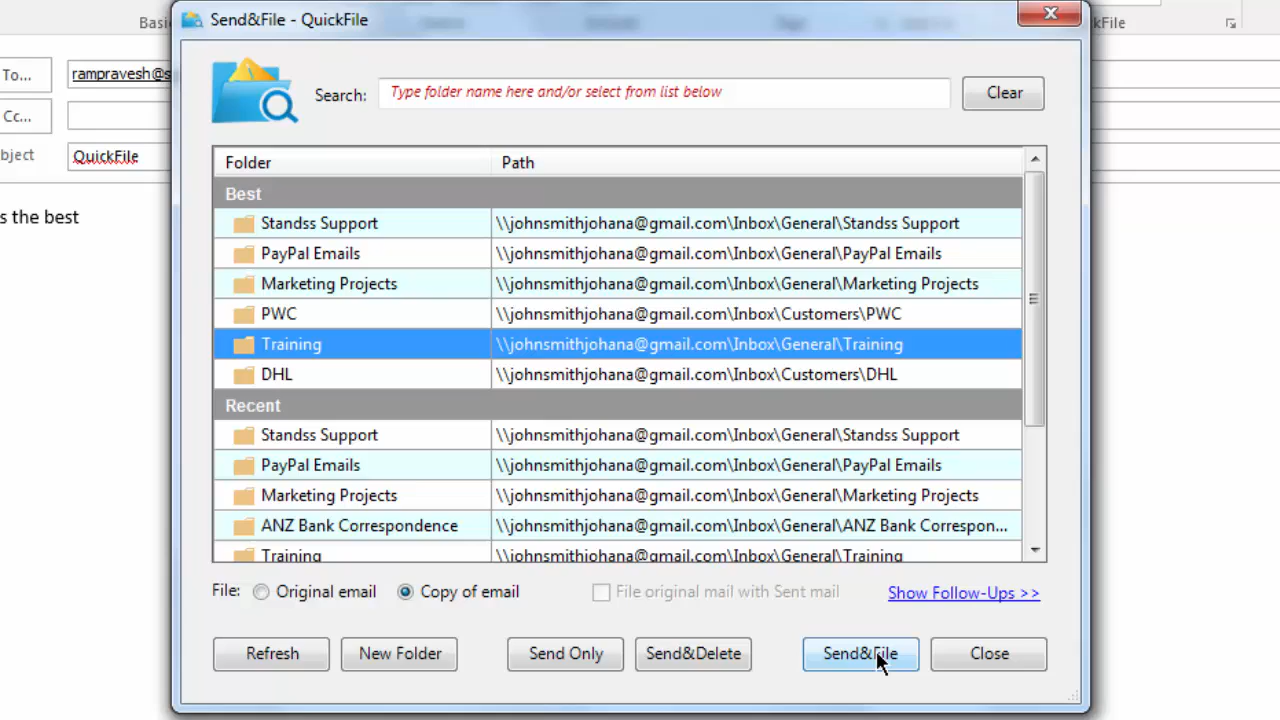 Send&File - QuickFile
Basi
kFile
To...
rampravesh@s
Cc...
bject
QuickFile
s the best
Search:
Type folder name here and/or select from list below
Clear
Folder Path
Best
Standss Support \\johnsmithjohana@gmail.com\Inbox\General\Standss Support
PayPal Emails \\johnsmithjohana@gmail.com\Inbox\General\PayPal Emails
Marketing Projects \\johnsmithjohana@gmail.com\Inbox\General\Marketing Projects
PWC \\johnsmithjohana@gmail.com\Inbox\Customers\PWC
Training \\johnsmithjohana@gmail.com\Inbox\General\Training
DHL \\johnsmithjohana@gmail.com\Inbox\Customers\DHL
Recent
Standss Support \\johnsmithjohana@gmail.com\Inbox\General\Standss Support
PayPal Emails \\johnsmithjohana@gmail.com\Inbox\General\PayPal Emails
Marketing Projects \\johnsmithjohana@gmail.com\Inbox\General\Marketing Projects
ANZ Bank Correspondence \\johnsmithjohana@gmail.com\Inbox\General\ANZ Bank Correspon...
Training \\johnsmithjohana@gmail.com\Inbox\General\Training
File: Original email Copy of email File original mail with Sent mail Show Follow-Ups >>
Refresh New Folder Send Only Send&Delete Send&File Close